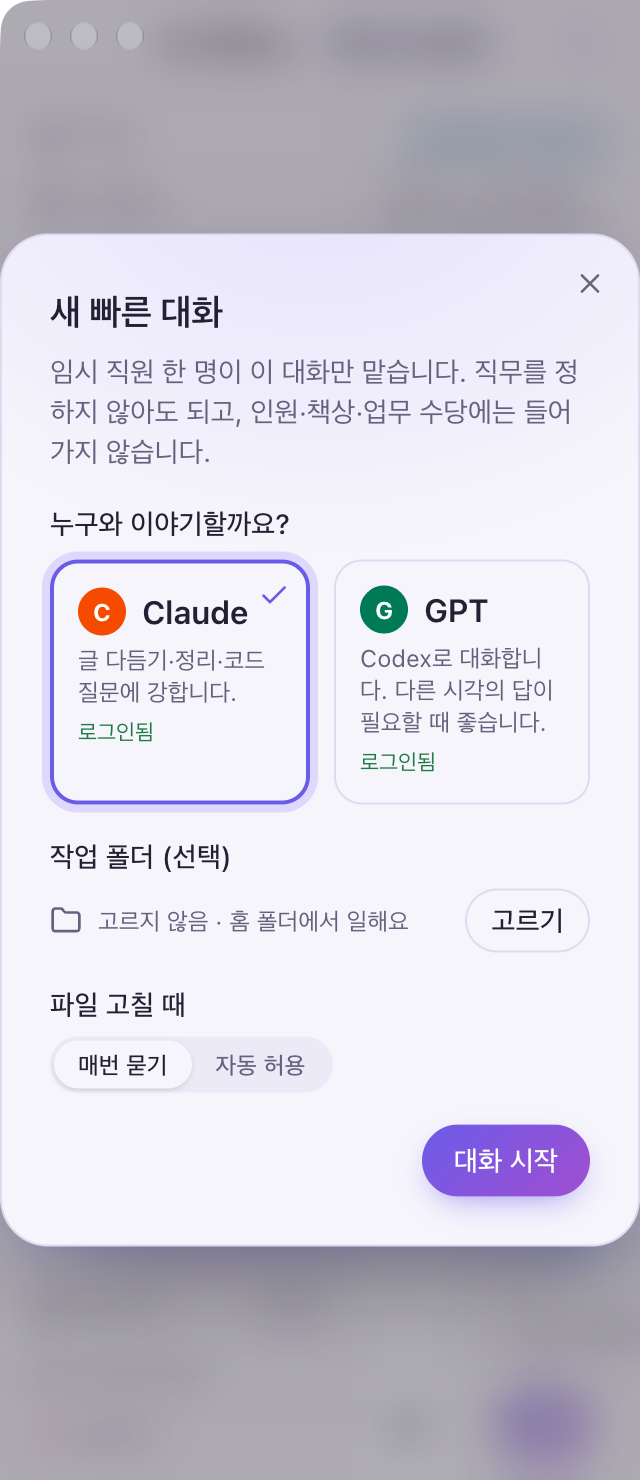 새 빠른 대화
임시 직원 한 명이 이 대화만 맡습니다. 직무를 정
하지 않아도 되고, 인원·책상·업무 수당에는 들어
가지 않습니다.
누구와 이야기할까요?
C Claude
글 다듬기·정리·코드
질문에 강합니다.
로그인됨
G GPT
Codex로 대화합니
다. 다른 시각의 답이
필요할 때 좋습니다.
로그인됨
작업 폴더 (선택)
고르지 않음 · 홈 폴더에서 일해요
고르기
파일 고칠 때
매번 묻기
자동 허용
대화 시작